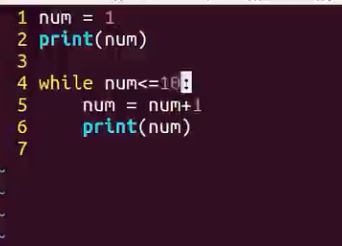 1 num = 1
2 print(num)
3
4 while num<=10:
5     num = num+1
6     print(num)
7
~
~
~
~